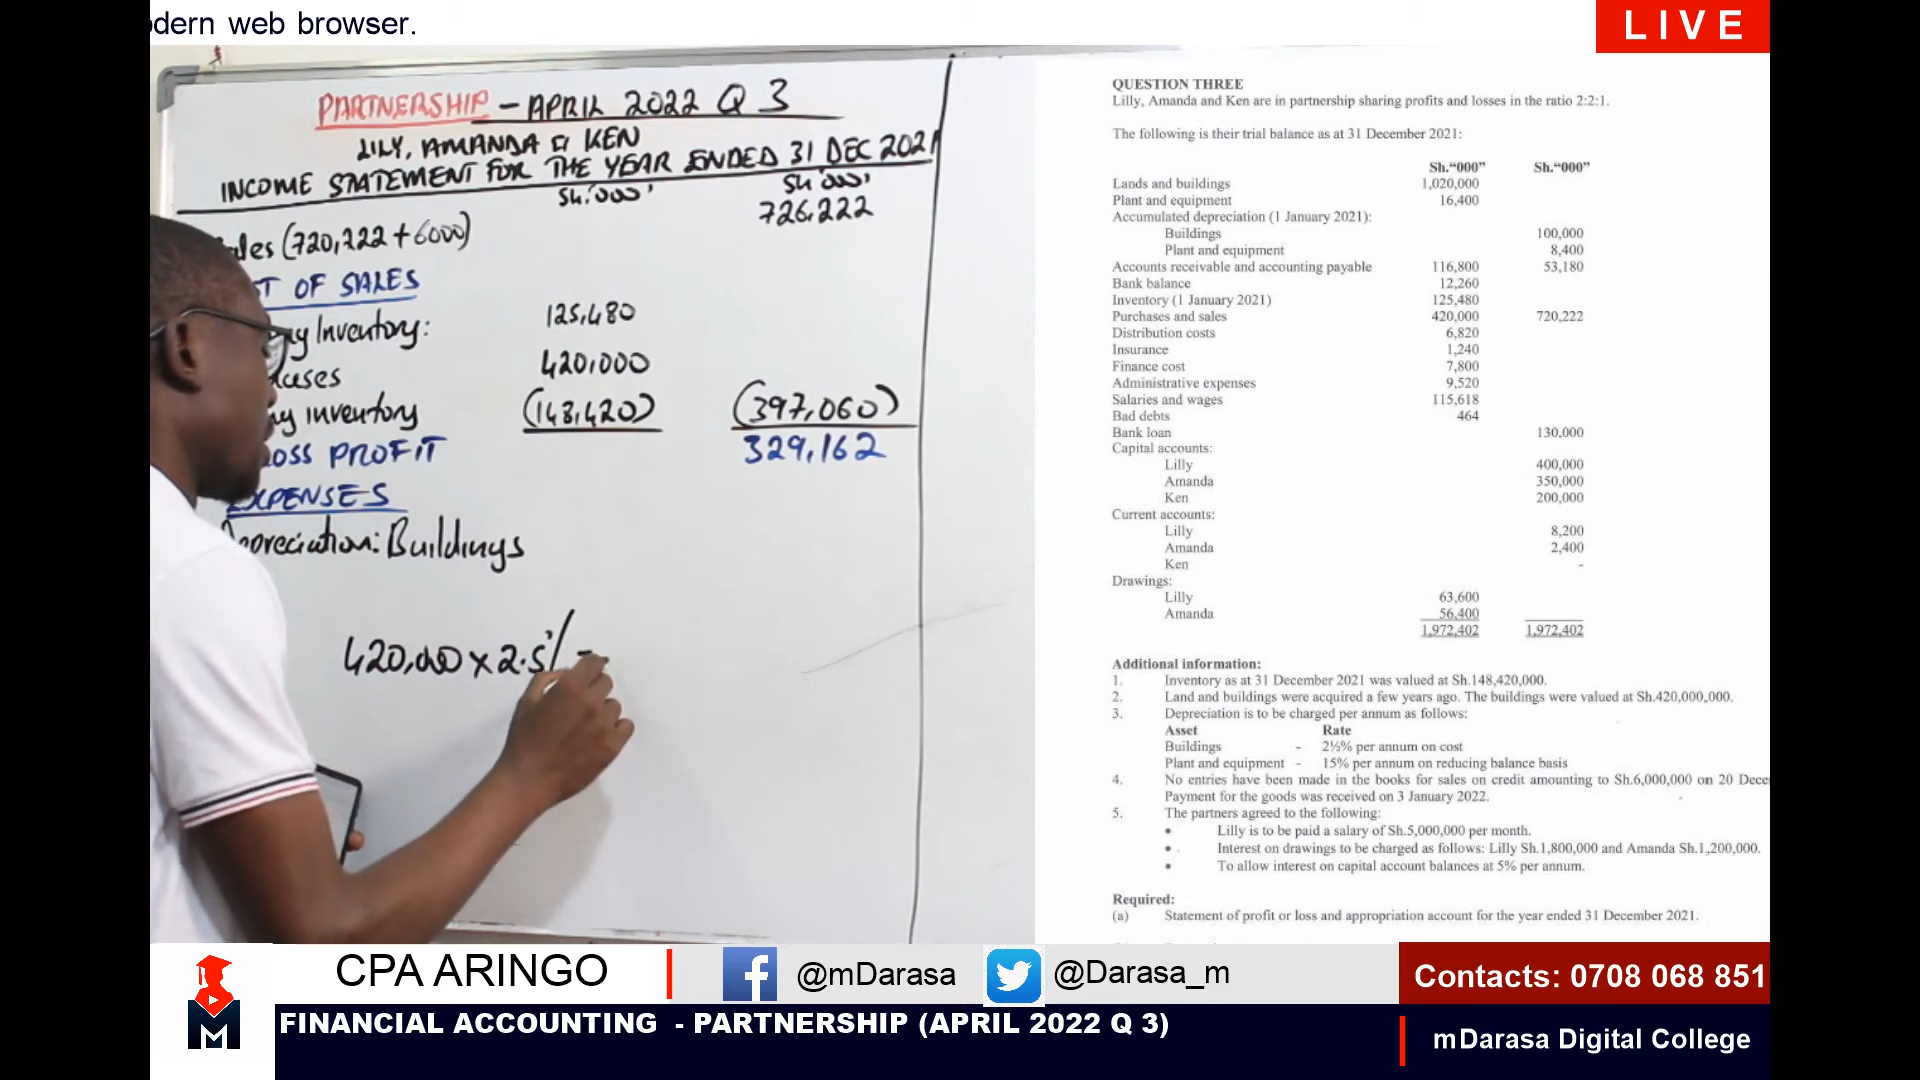 odern web browser.
LIVE
PARTNERSHIP – APRIL 2022 Q 3
LILY, AMANDA & KEN
INCOME STATEMENT FOR THE YEAR ENDED 31 DEC 2021
Sh.'000' Sh'000'
ales (720,222 + 6000) 726,222
T OF SALES
ng Inventory: 125,480
hases 420,000
ng inventory (148,420) (397,060)
OSS PROFIT 329,162
EXPENSES
Depreciation: Buildings
420,000 x 2.5% =
QUESTION THREE
Lilly, Amanda and Ken are in partnership sharing profits and losses in the ratio 2:2:1.
The following is their trial balance as at 31 December 2021:
Sh."000" Sh."000"
Lands and buildings 1,020,000
Plant and equipment 16,400
Accumulated depreciation (1 January 2021):
Buildings 100,000
Plant and equipment 8,400
Accounts receivable and accounting payable 116,800 53,180
Bank balance 12,260
Inventory (1 January 2021) 125,480
Purchases and sales 420,000 720,222
Distribution costs 6,820
Insurance 1,240
Finance cost 7,800
Administrative expenses 9,520
Salaries and wages 115,618
Bad debts 464
Bank loan 130,000
Capital accounts:
Lilly 400,000
Amanda 350,000
Ken 200,000
Current accounts:
Lilly 8,200
Amanda 2,400
Ken -
Drawings:
Lilly 63,600
Amanda 56,400
1,972,402 1,972,402
Additional information:
1. Inventory as at 31 December 2021 was valued at Sh.148,420,000.
2. Land and buildings were acquired a few years ago. The buildings were valued at Sh.420,000,000.
3. Depreciation is to be charged per annum as follows:
Asset Rate
Buildings - 2½% per annum on cost
Plant and equipment - 15% per annum on reducing balance basis
4. No entries have been made in the books for sales on credit amounting to Sh.6,000,000 on 20 Dece
Payment for the goods was received on 3 January 2022.
5. The partners agreed to the following:
• Lilly is to be paid a salary of Sh.5,000,000 per month.
• Interest on drawings to be charged as follows: Lilly Sh.1,800,000 and Amanda Sh.1,200,000.
• To allow interest on capital account balances at 5% per annum.
Required:
(a) Statement of profit or loss and appropriation account for the year ended 31 December 2021.
M
CPA ARINGO
f @mDarasa
@Darasa_m
Contacts: 0708 068 851
FINANCIAL ACCOUNTING - PARTNERSHIP (APRIL 2022 Q 3)
mDarasa Digital College